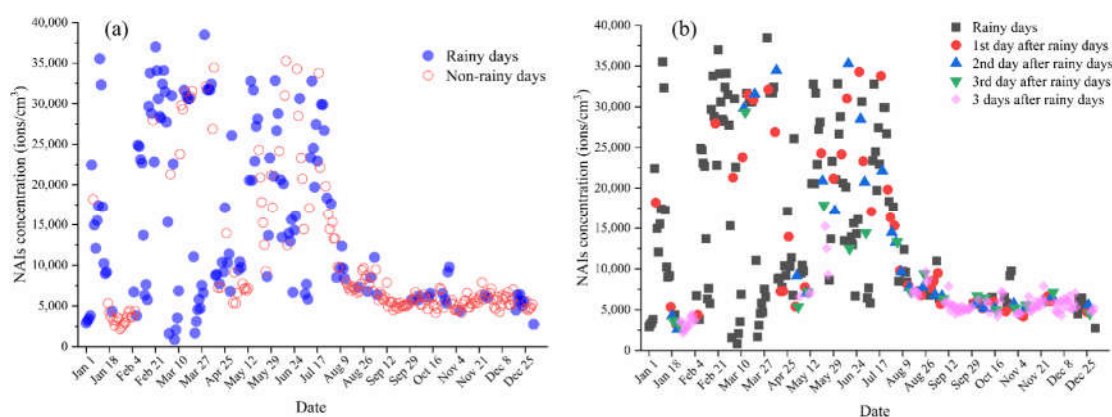 (a)
Rainy days
Non-rainy days
40,000
35,000
30,000
25,000
20,000
15,000
10,000
5,000
0
NAIs concentration (ions/cm³)
Jan 1
Jan 18
Feb 4
Feb 21
Mar 10
Mar 27
Apr 25
May 12
May 29
Jun 24
Jul 17
Aug 9
Aug 26
Sep 12
Sep 29
Oct 16
Nov 4
Nov 21
Dec 8
Dec 25
Date
(b)
Rainy days
1st day after rainy days
2nd day after rainy days
3rd day after rainy days
3 days after rainy days
40,000
35,000
30,000
25,000
20,000
15,000
10,000
5,000
0
NAIs concentration (ions/cm³)
Jan 1
Jan 18
Feb 4
Feb 21
Mar 10
Mar 27
Apr 25
May 12
May 29
Jun 24
Jul 17
Aug 9
Aug 26
Sep 12
Sep 29
Oct 16
Nov 4
Nov 21
Dec 8
Dec 25
Date